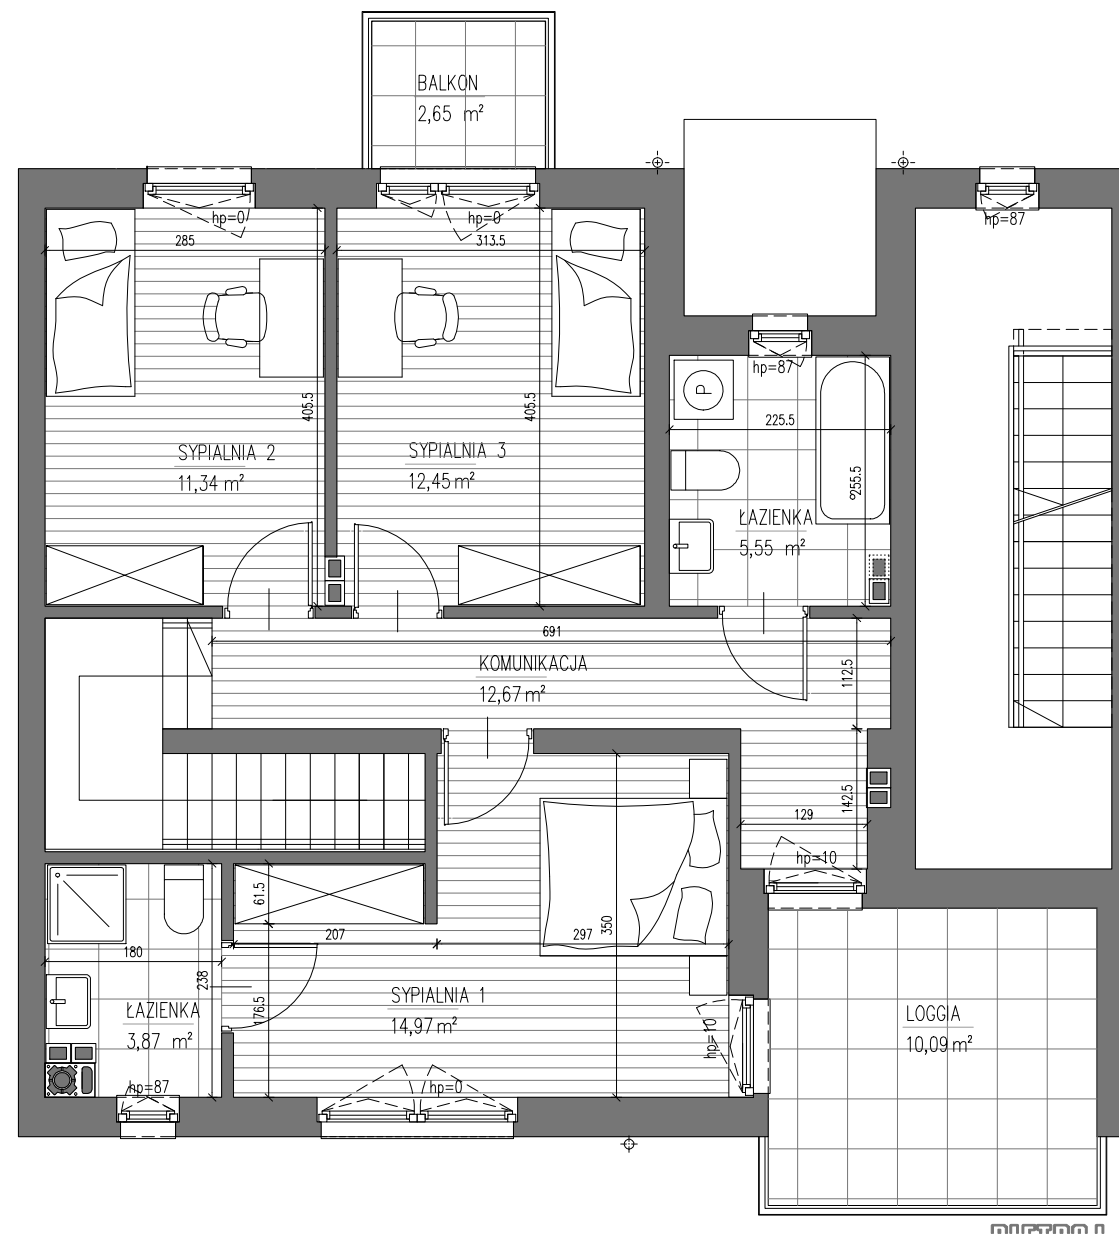 BALKON
2,65 m²
hp=0
hp=0
hp=87
285
313.5
hp=87
405.5
405.5
225.5
SYPIALNIA 2
11,34 m²
SYPIALNIA 3
12,45 m²
P
255.5
ŁAZIENKA
5,55 m²
691
KOMUNIKACJA
12,67 m²
112.5
142.5
129
hp=10
61.5
350
207
297
180
238
176.5
ŁAZIENKA
3,87 m²
SYPIALNIA 1
14,97 m²
hp=10
LOGGIA
10,09 m²
hp=87
hp=0